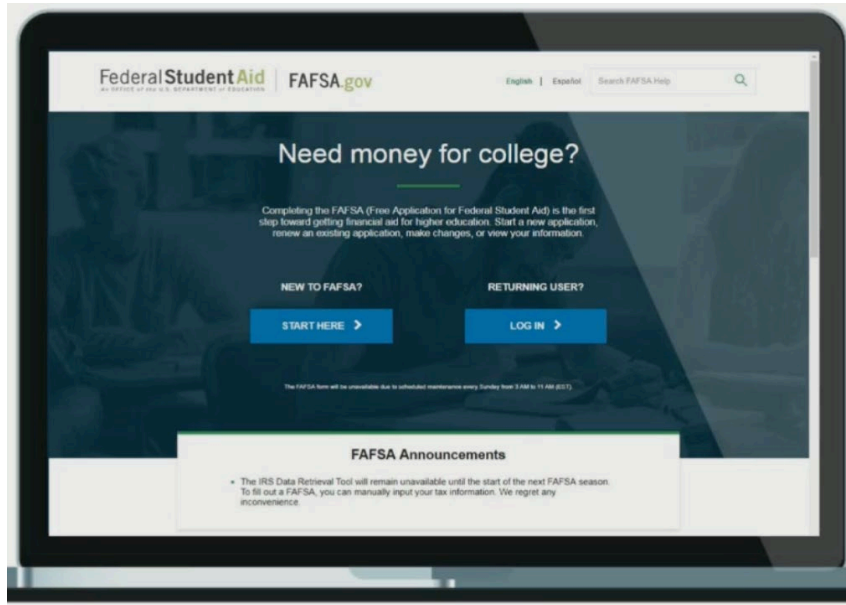 Federal Student Aid
An OFFICE of the U.S. DEPARTMENT of EDUCATION
FAFSA.gov
English | Español
Search FAFSA Help
Need money for college?
Completing the FAFSA (Free Application for Federal Student Aid) is the first
step toward getting financial aid for higher education. Start a new application,
renew an existing application, make changes, or view your information.
NEW TO FAFSA?
START HERE
RETURNING USER?
LOG IN
The FAFSA form will be unavailable due to scheduled maintenance every Sunday from 3 AM to 11 AM (EST).
FAFSA Announcements
• The IRS Data Retrieval Tool will remain unavailable until the start of the next FAFSA season.
To fill out a FAFSA, you can manually input your tax information. We regret any
inconvenience.